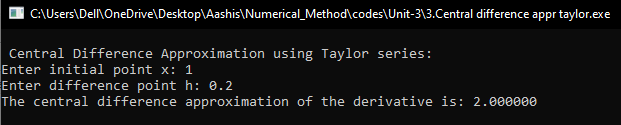 C:\Users\Dell\OneDrive\Desktop\Aashis\Numerical_Method\codes\Unit-3\3.Central difference appr taylor.exe
Central Difference Approximation using Taylor series:
Enter initial point x: 1
Enter difference point h: 0.2
The central difference approximation of the derivative is: 2.000000